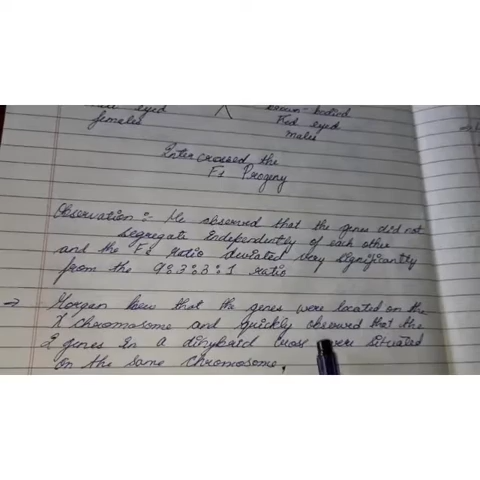 eyed
females
brown-bodied
Red eyed
males
Intercrossed the
F1 Progeny
Observation :- He observed that the genes did not
segregate independently of each other
and the F2 ratio deviated very significantly
from the 9:3:3:1 ratio
→ Morgan knew that the genes were located on the
X chromosome and quickly observed that the
2 genes in a dihybrid cross were situated
on the same chromosome.